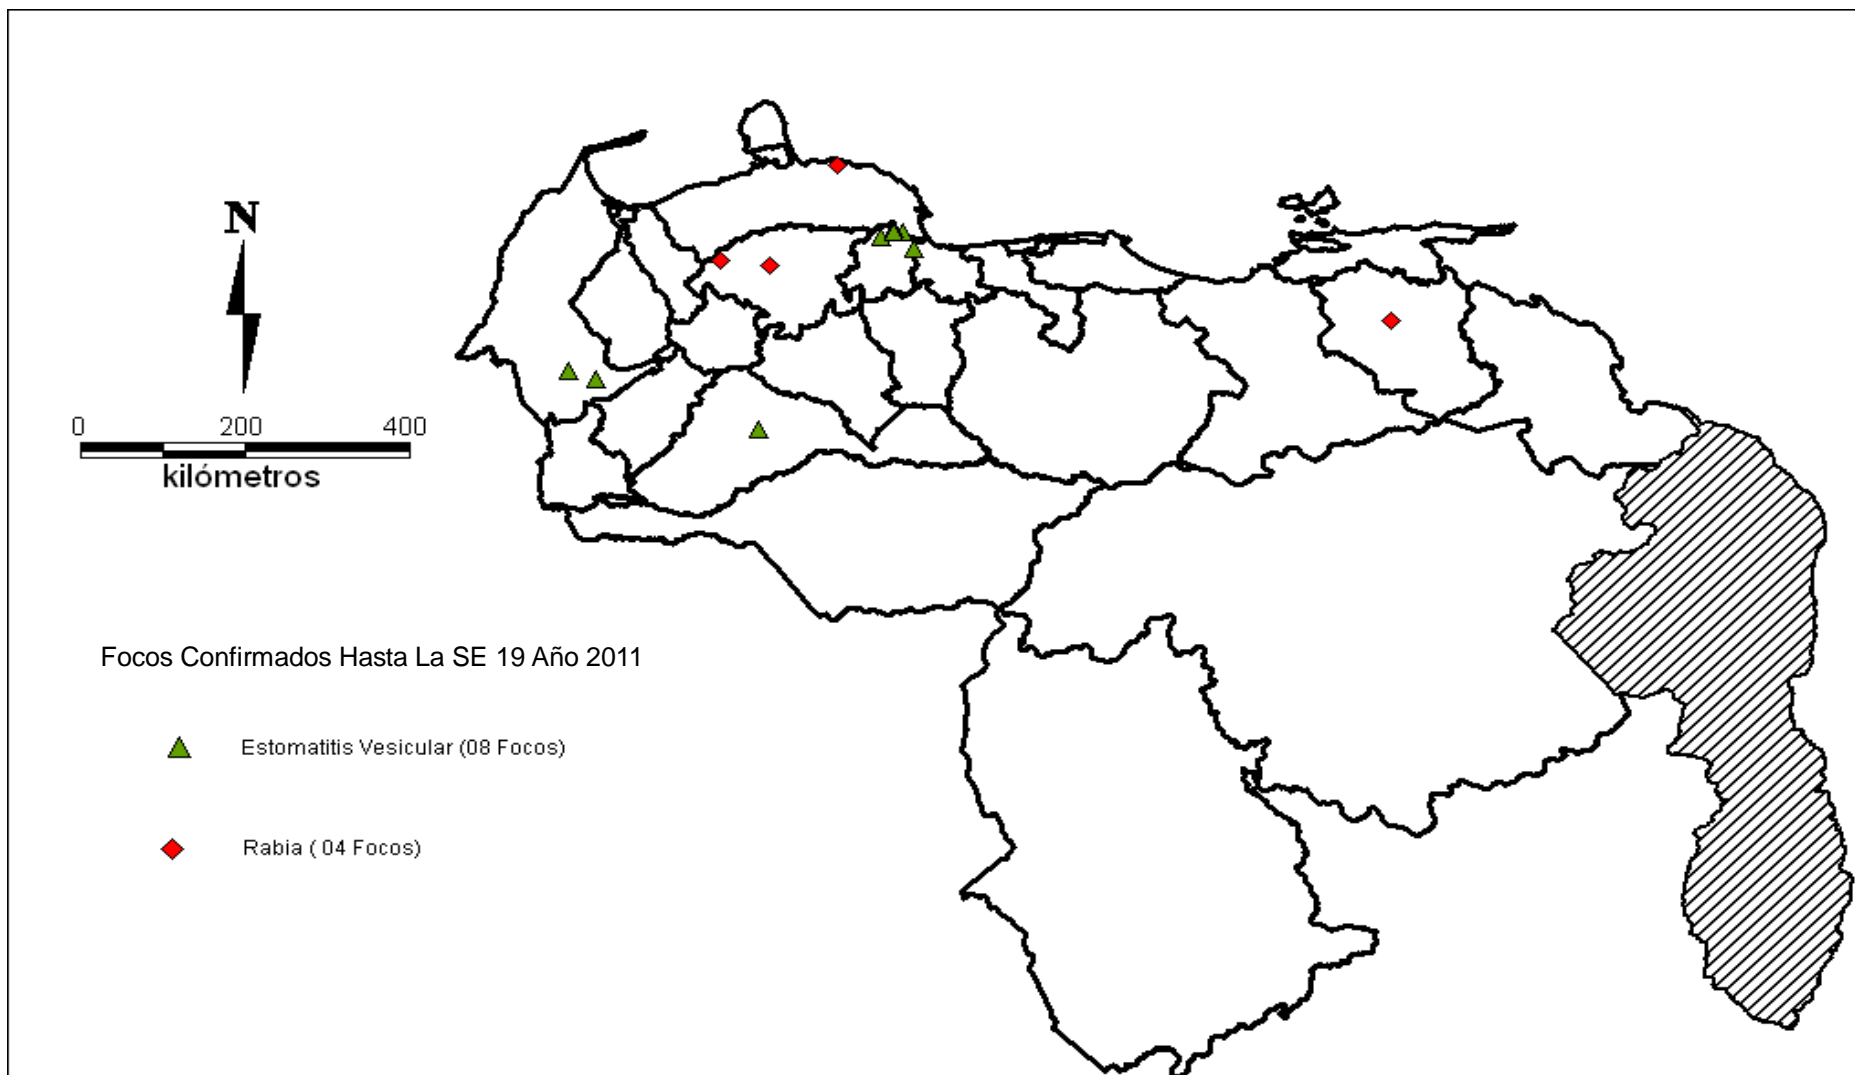 N
0 200 400
kilómetros
Focos Confirmados Hasta La SE 19 Año 2011
Estomatitis Vesicular (08 Focos)
Rabia ( 04 Focos)